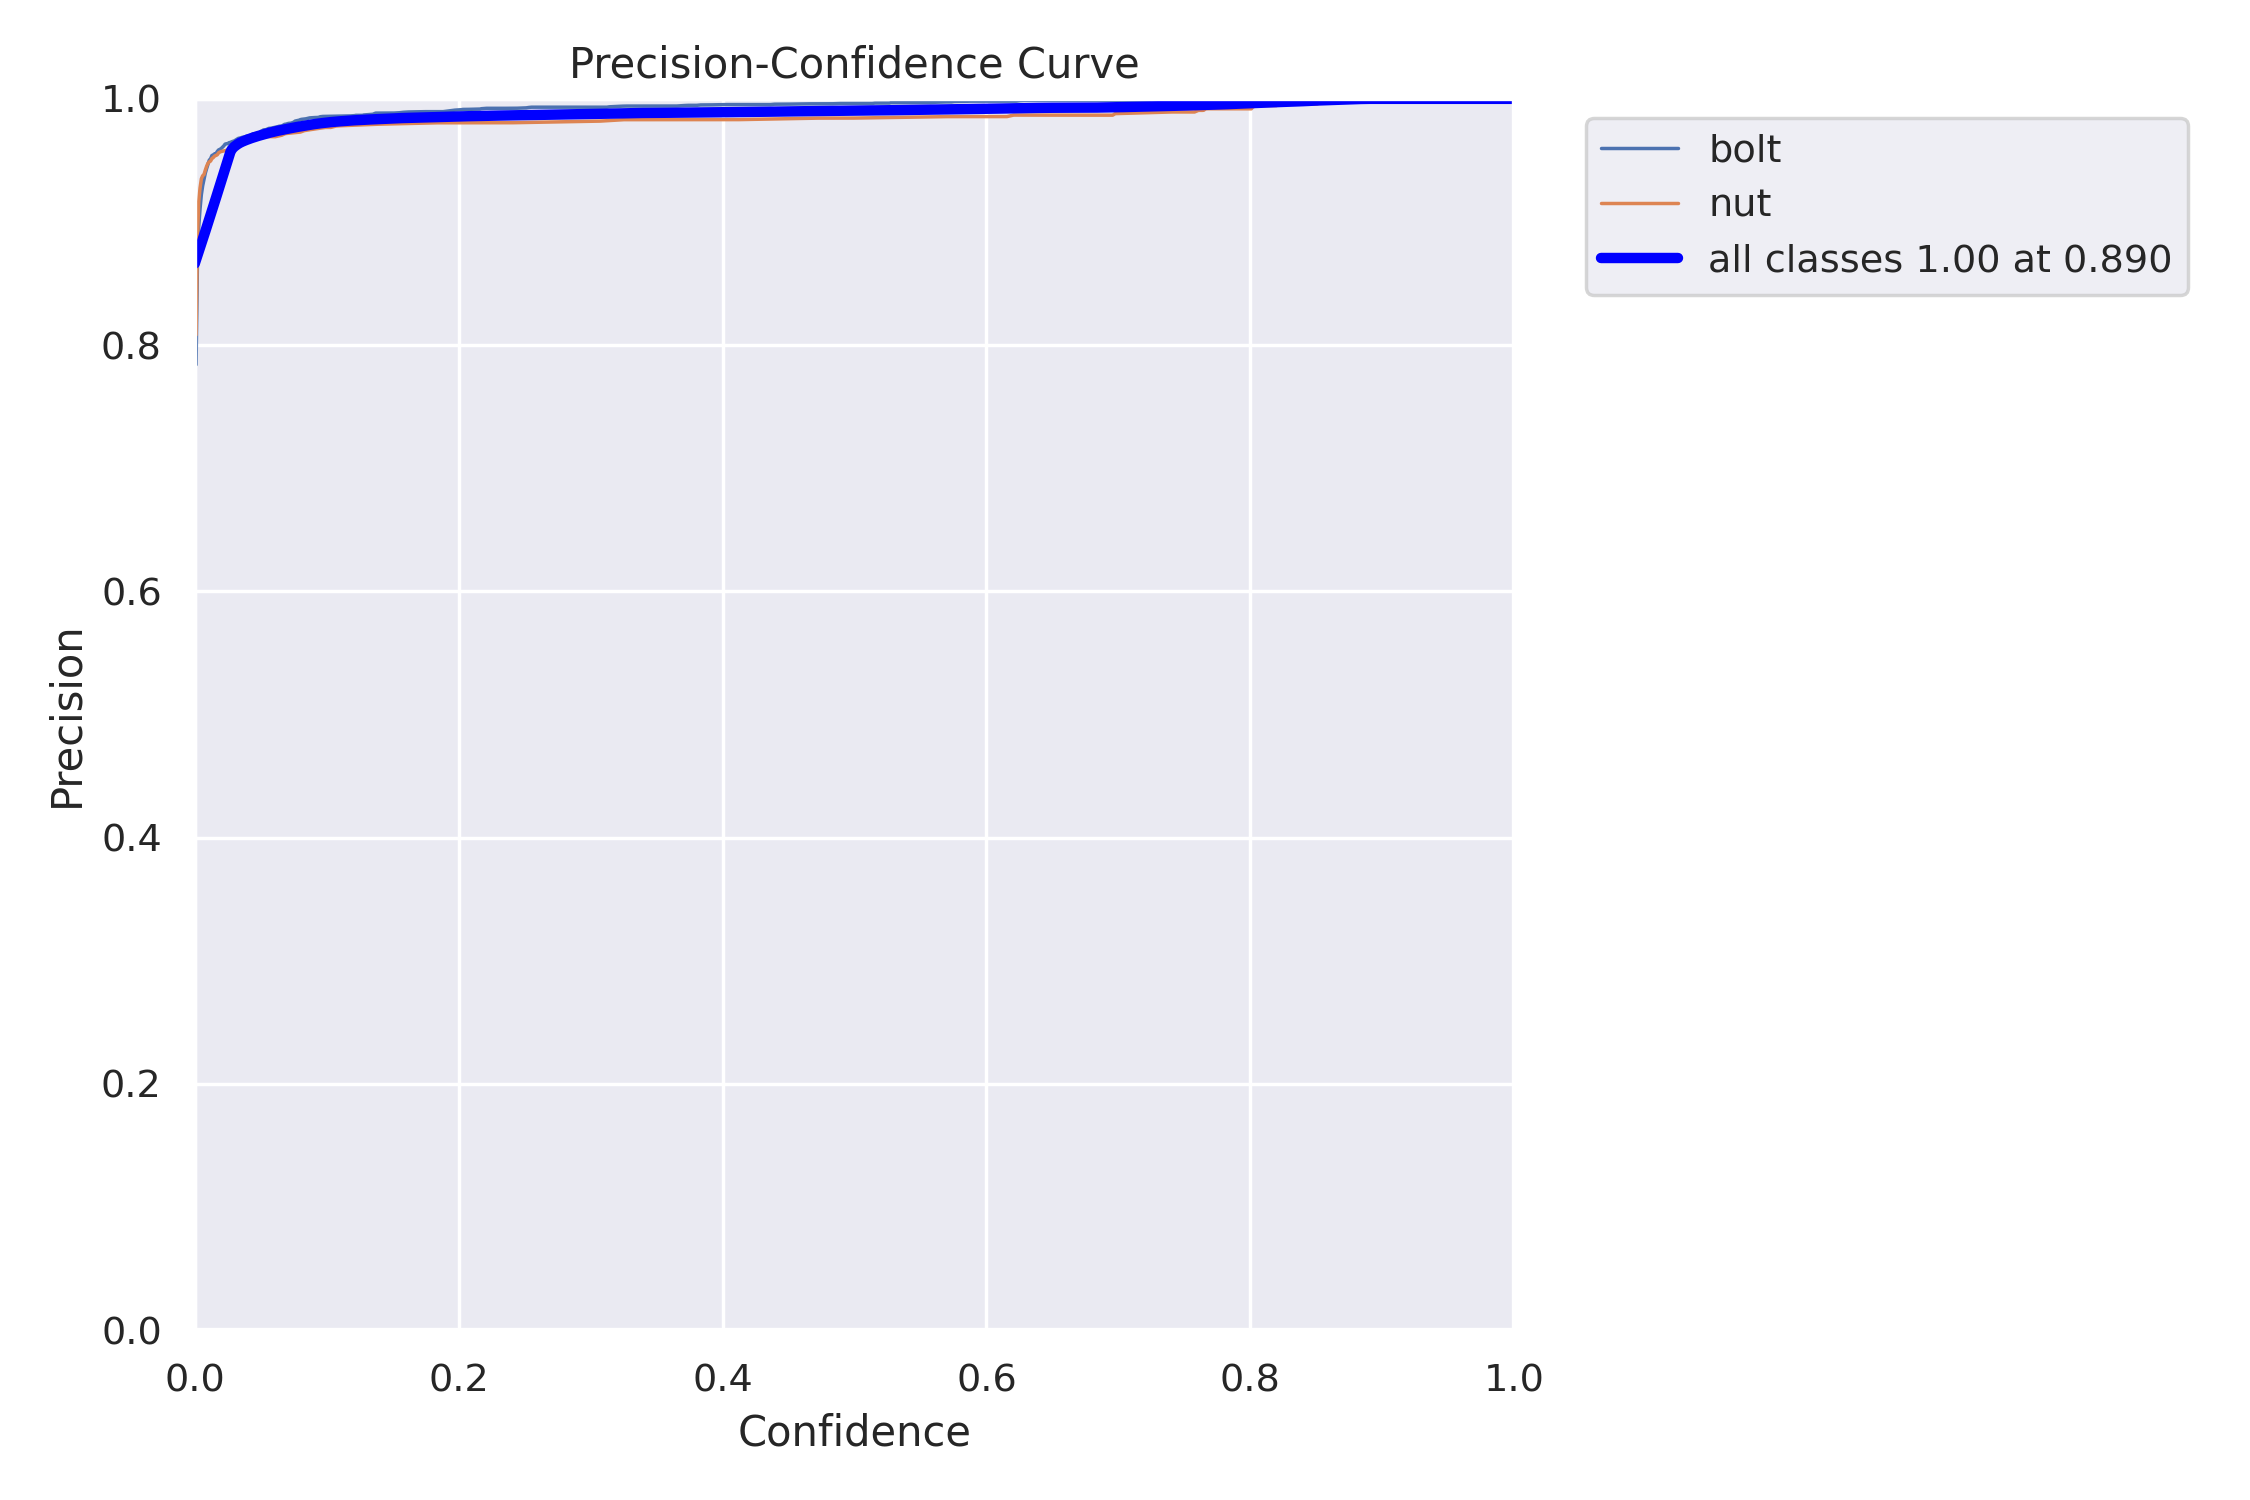 Precision-Confidence Curve
1.0
0.8
0.6
0.4
0.2
0.0
Precision
0.0 0.2 0.4 0.6 0.8 1.0
Confidence
bolt
nut
all classes 1.00 at 0.890